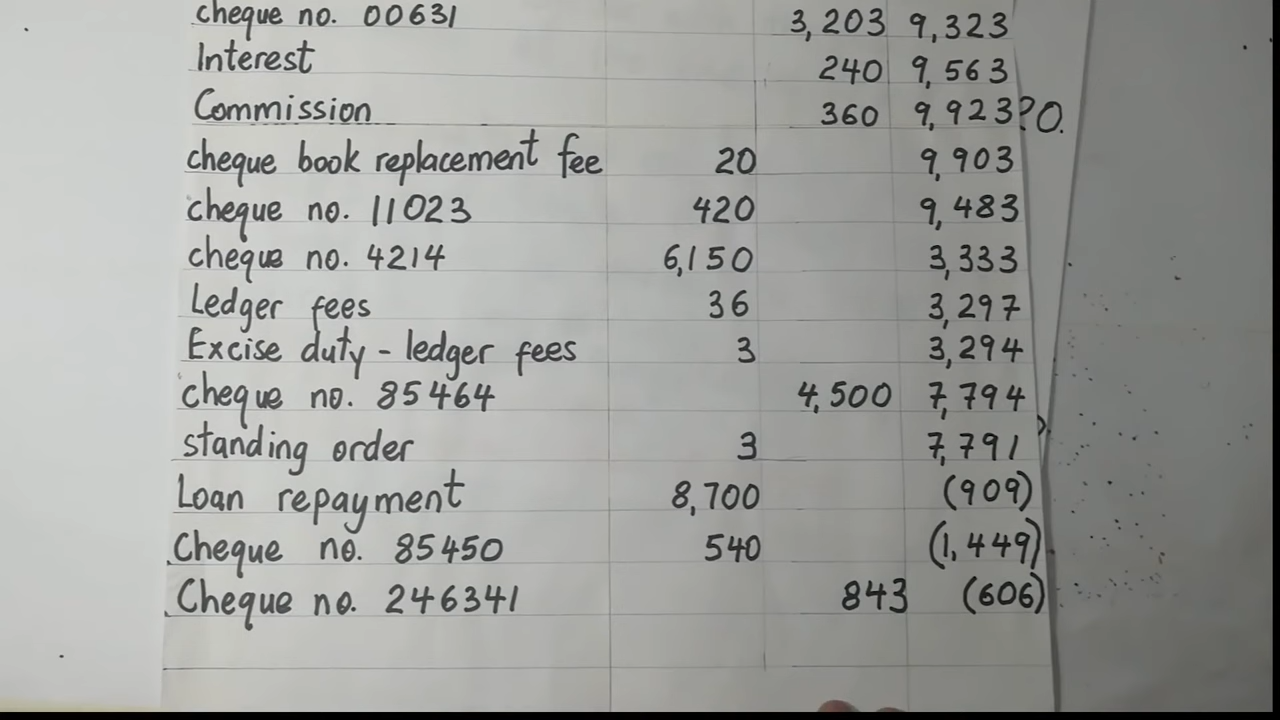 cheque no. 00631 3,203 9,323
Interest 240 9,563
Commission 360 9,923?0.
cheque book replacement fee 20 9,903
cheque no. 11023 420 9,483
cheque no. 4214 6,150 3,333
Ledger fees 36 3,297
Excise duty - ledger fees 3 3,294
cheque no. 85464 4,500 7,794
standing order 3 7,791
Loan repayment 8,700 (909)
Cheque no. 85450 540 (1,449)
Cheque no. 246341 843 (606)